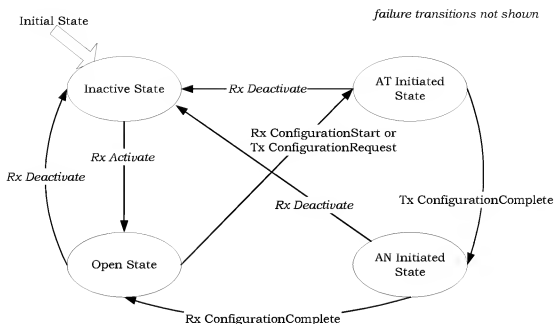 Initial State
failure transitions not shown
Inactive State
Rx Deactivate
AT Initiated
State
Rx ConfigurationStart or
Tx ConfigurationRequest
Rx Activate
Rx Deactivate
Tx ConfigurationComplete
Rx Deactivate
Open State
AN Initiated
State
Rx ConfigurationComplete